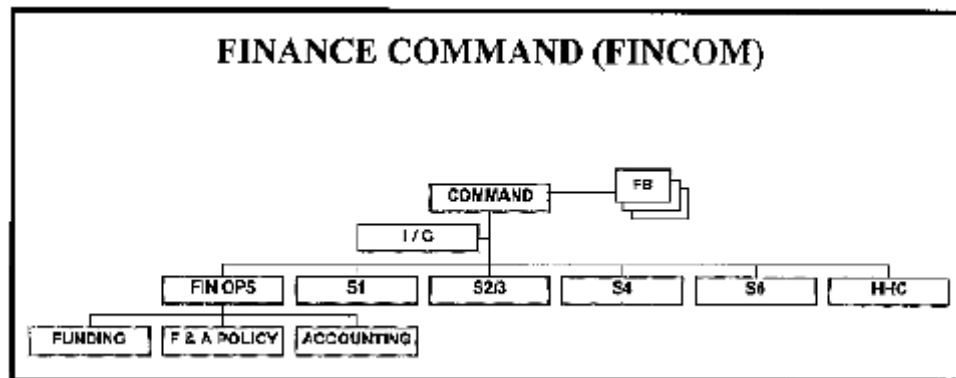 FINANCE COMMAND (FINCOM)
FB
COMMAND
I / G
FIN OPS S1 S2/3 S4 S6 HHC
FUNDING F & A POLICY ACCOUNTING